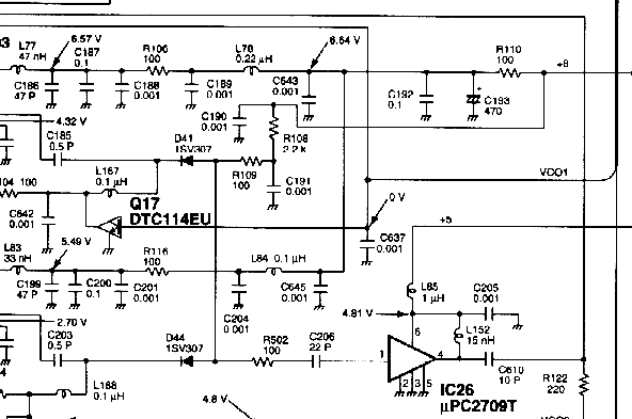 L77
47 nH
6.57 V
C187
0.1
R106
100
L78
0.22 µH
6.64 V
R110
100
+8
C186
47 P
C188
0.001
C189
0.001
C643
0.001
C192
0.1
C193
470
4.32 V
C185
0.5 P
C190
0.001
D41
1SV307
R108
2.2 k
R109
100
C191
0.001
L167
0.1 µH
VCO1
104 100
Q17
DTC114EU
0 V
C642
0.001
+5
5.49 V
L83
33 nH
R116
100
L84 0.1 µH
C637
0.001
C199
47 P
C200
0.1
C201
0.001
C204
0.001
C645
0.001
L85
1 µH
C205
0.001
4.81 V
2.70 V
C203
0.5 P
D44
1SV307
R502
100
C206
22 P
L152
15 nH
1
6
4
2 3 5
C610
10 P
IC26
µPC2709T
R122
220
L188
0.1 µH
4.8 V